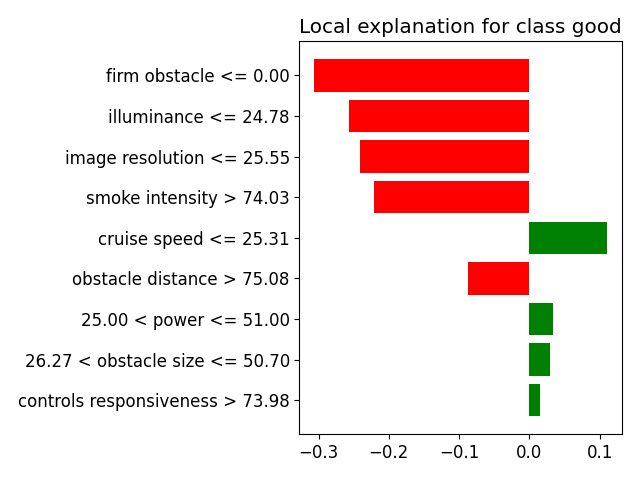 Local explanation for class good
firm obstacle <= 0.00
illuminance <= 24.78
image resolution <= 25.55
smoke intensity > 74.03
cruise speed <= 25.31
obstacle distance > 75.08
25.00 < power <= 51.00
26.27 < obstacle size <= 50.70
controls responsiveness > 73.98
−0.3 −0.2 −0.1 0.0 0.1